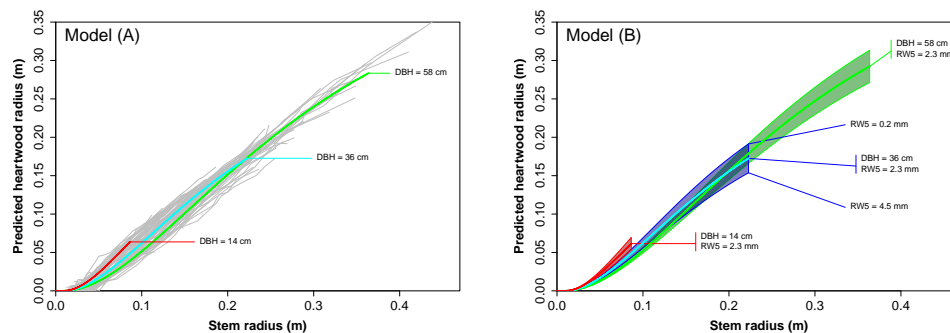 Model (A)
0.35
0.30
0.25
0.20
0.15
0.10
0.05
0.00
Predicted heartwood radius (m)
DBH = 58 cm
DBH = 36 cm
DBH = 14 cm
0.0
0.1
0.2
0.3
0.4
Stem radius (m)
Model (B)
0.35
0.30
0.25
0.20
0.15
0.10
0.05
0.00
Predicted heartwood radius (m)
DBH = 58 cm
RW5 = 2.3 mm
RW5 = 0.2 mm
DBH = 36 cm
RW5 = 2.3 mm
RW5 = 4.5 mm
DBH = 14 cm
RW5 = 2.3 mm
0.0
0.1
0.2
0.3
0.4
Stem radius (m)